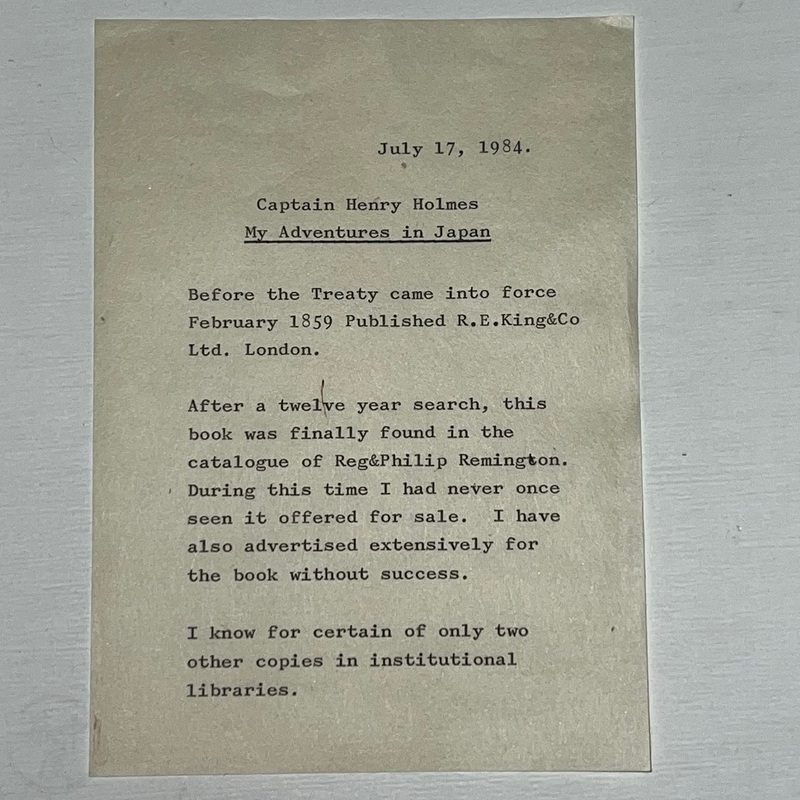 July 17, 1984.
Captain Henry Holmes
My Adventures in Japan
Before the Treaty came into force
February 1859 Published R.E.King&Co
Ltd. London.
After a twelve year search, this
book was finally found in the
catalogue of Reg&Philip Remington.
During this time I had never once
seen it offered for sale.  I have
also advertised extensively for
the book without success.
I know for certain of only two
other copies in institutional
libraries.